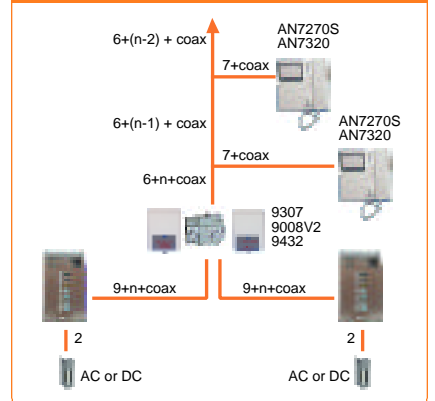 AN7270S
AN7320
6+(n-2) + coax
7+coax
6+(n-1) + coax
AN7270S
AN7320
7+coax
6+n+coax
9307
9008V2
9432
9+n+coax
9+n+coax
2
2
AC or DC
AC or DC